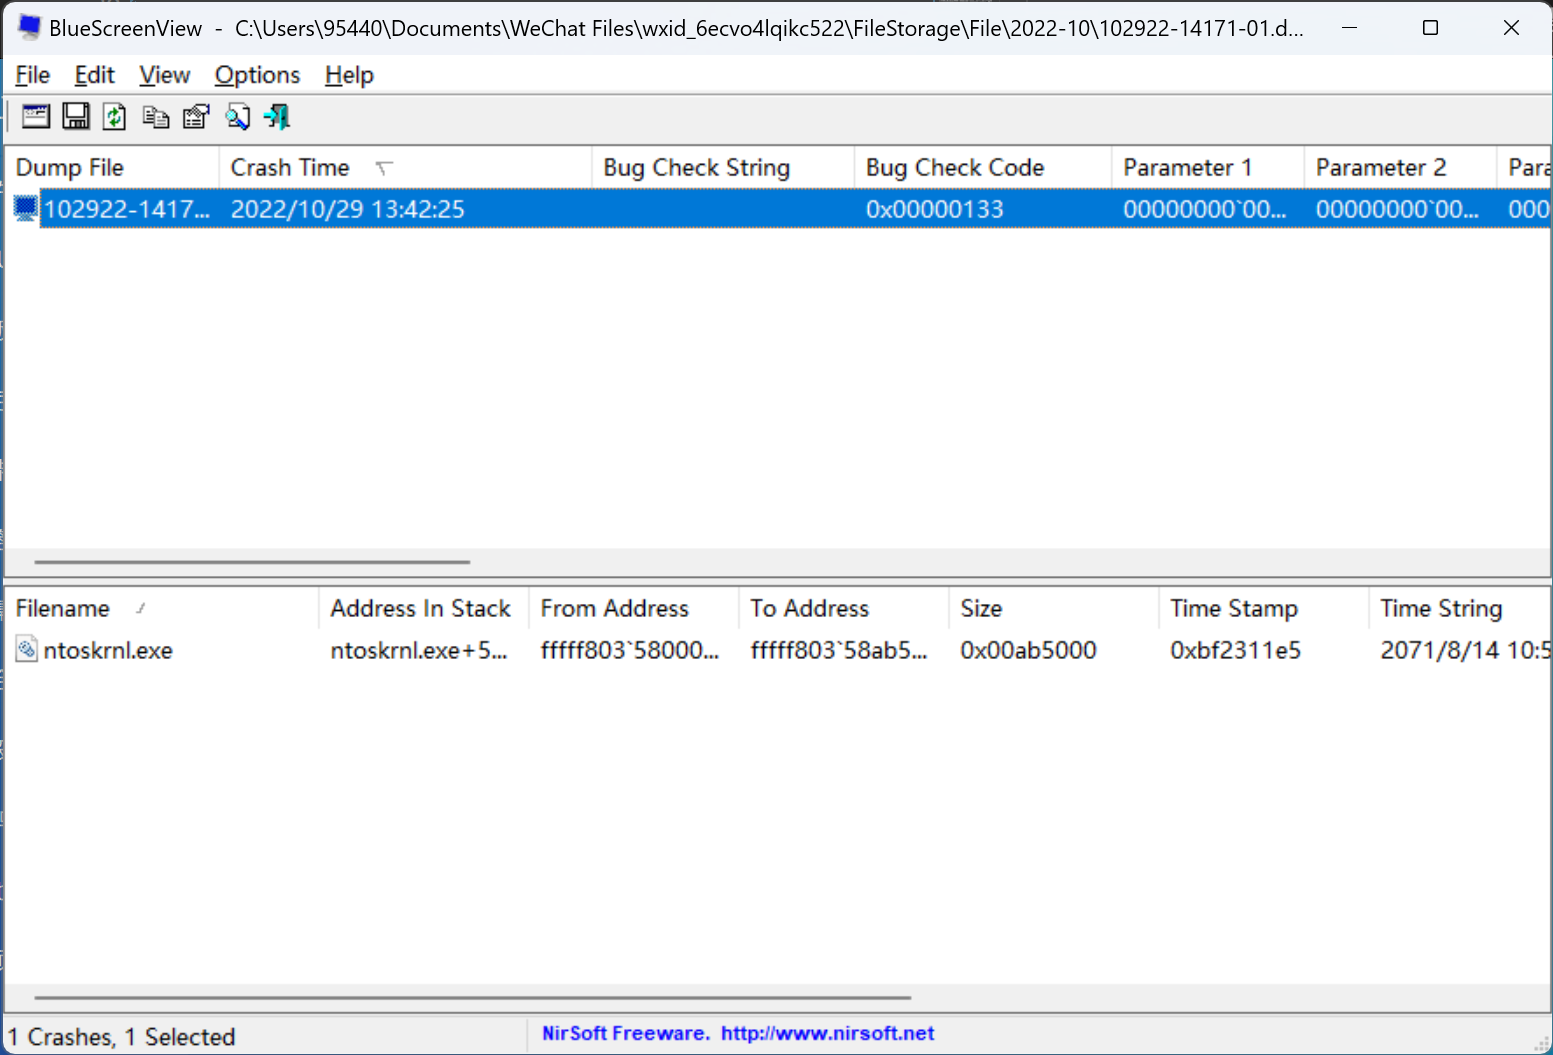 BlueScreenView - C:\Users\95440\Documents\WeChat Files\wxid_6ecvo4lqikc522\FileStorage\File\2022-10\102922-14171-01.d...
File Edit View Options Help
Dump File Crash Time Bug Check String Bug Check Code Parameter 1 Parameter 2 Para
102922-1417... 2022/10/29 13:42:25 0x00000133 00000000`00... 00000000`00... 000
Filename Address In Stack From Address To Address Size Time Stamp Time String
ntoskrnl.exe ntoskrnl.exe+5... fffff803`58000... fffff803`58ab5... 0x00ab5000 0xbf2311e5 2071/8/14 10:5
1 Crashes, 1 Selected NirSoft Freeware. http://www.nirsoft.net